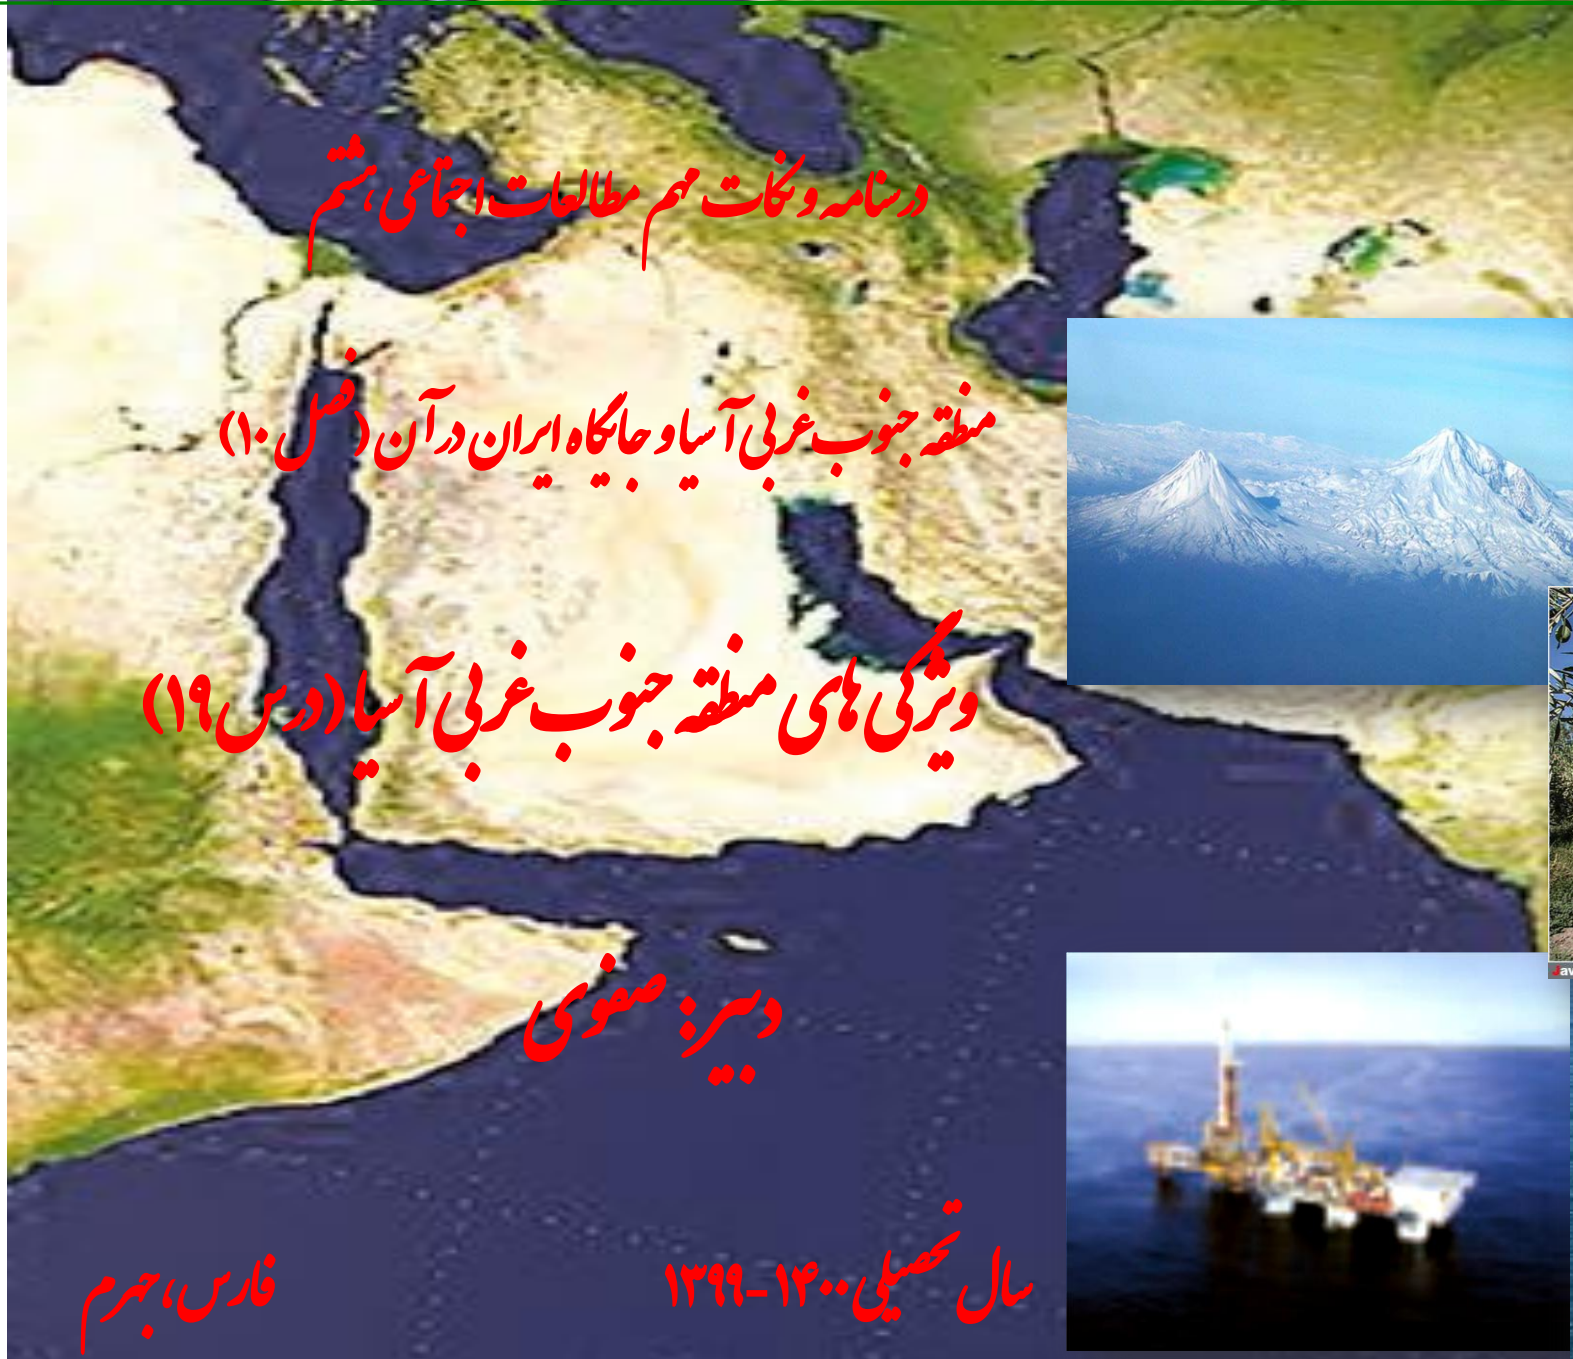 درسنامه و نکات مهم مطالعات اجتماعی هشتم
منطقه جنوب غربی آسیا و جایگاه ایران در آن (فصل ۱۰)
ویژگی های منطقه جنوب غربی آسیا (درس ۱۹)
دبیر: صفوی
سال تحصیلی ۱۴۰۰-۱۳۹۹
فارس، جهرم